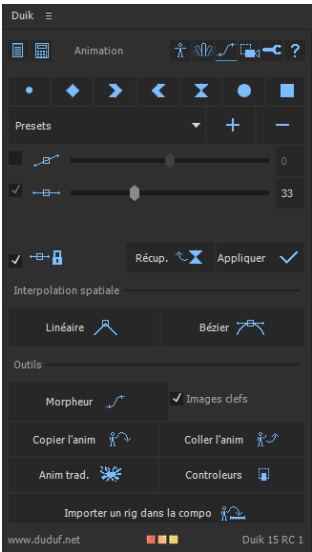 Duik
Animation
?
Presets
0
33
Récup.
Appliquer
Interpolation spatiale
Linéaire
Bézier
Outils
Morpheur
Images clefs
Copier l'anim
Coller l'anim
Anim trad.
Controleurs
Importer un rig dans la compo
www.duduf.net
Duik 15 RC 1